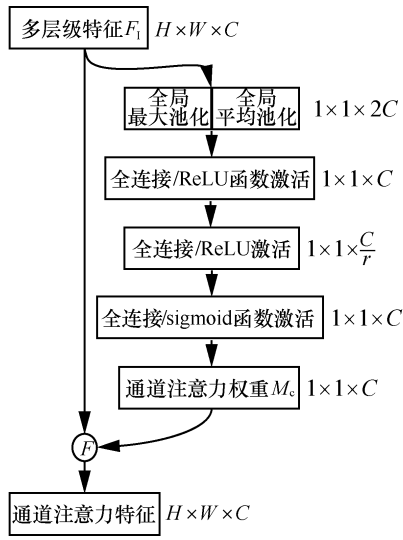 多层级特征F_I H×W×C
全局 全局
最大池化 平均池化 1×1×2C
全连接/ReLU函数激活 1×1×C
全连接/ReLU激活 1×1×C/r
全连接/sigmoid函数激活 1×1×C
通道注意力权重M_c 1×1×C
F
通道注意力特征 H×W×C